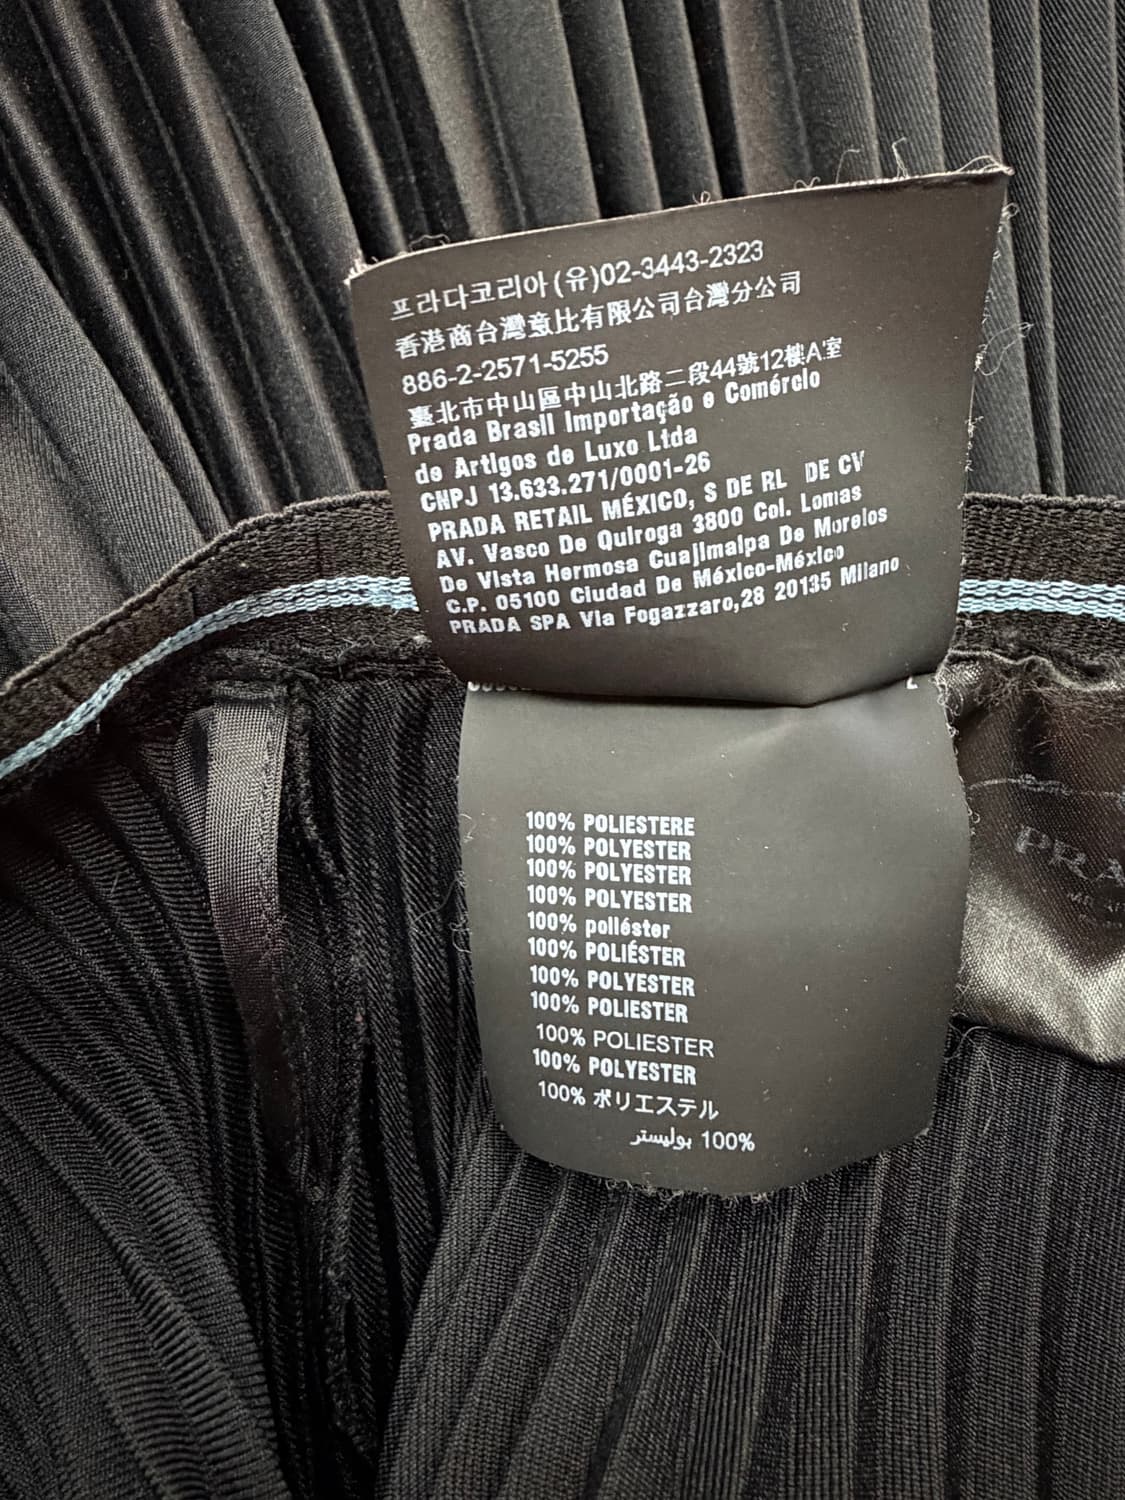 프라다코리아(유)02-3443-2323
香港商台灣意比有限公司台灣分公司
886-2-2571-5255
臺北市中山區中山北路二段44號12樓A室
Prada Brasil Importação e Comércio
de Artigos de Luxo Ltda
CNPJ 13.633.271/0001-26
PRADA RETAIL MÉXICO, S DE RL DE CV
AV. Vasco De Quiroga 3800 Col. Lomas
De Vista Hermosa Cuajimalpa De Morelos
C.P. 05100 Ciudad De México-México
PRADA SPA Via Fogazzaro,28 20135 Milano
100% POLIESTERE
100% POLYESTER
100% POLYESTER
100% POLYESTER
100% poliéster
100% POLIÉSTER
100% POLYESTER
100% POLIESTER
100% POLIESTER
100% POLYESTER
100% ポリエステル
100% بوليستر